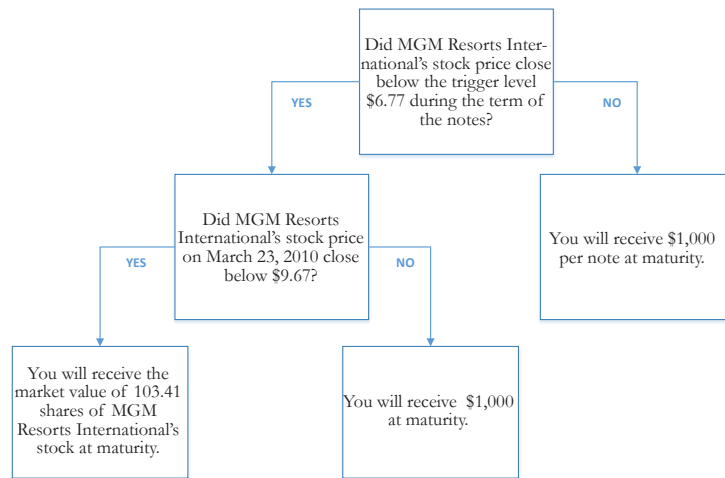 Did MGM Resorts Inter-
national's stock price close
below the trigger level
$6.77 during the term of
the notes?
YES
NO
Did MGM Resorts
International's stock price
on March 23, 2010 close
below $9.67?
You will receive $1,000
per note at maturity.
YES
NO
You will receive the
market value of 103.41
shares of MGM
Resorts International's
stock at maturity.
You will receive $1,000
at maturity.